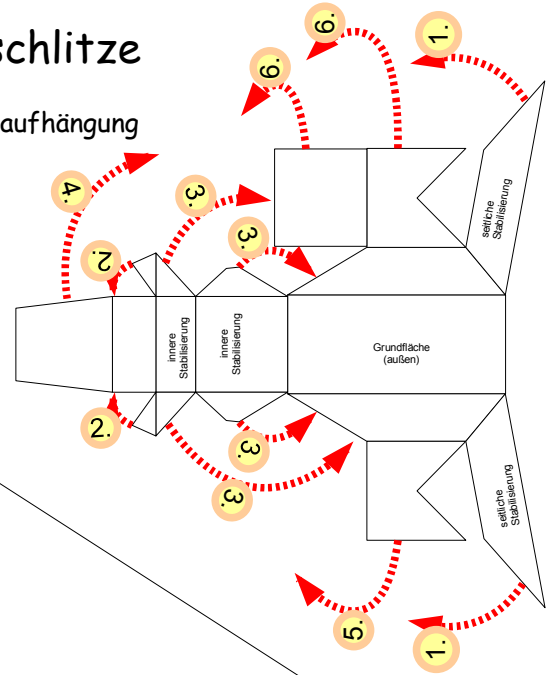 schlitze
aufhängung
1.
6.
6.
4.
3.
seitliche
Stabilisierung
3.
2.
innere
Stabilisierung
innere
Stabilisierung
Grundfläche
(außen)
2.
3.
3.
seitliche
Stabilisierung
5.
1.